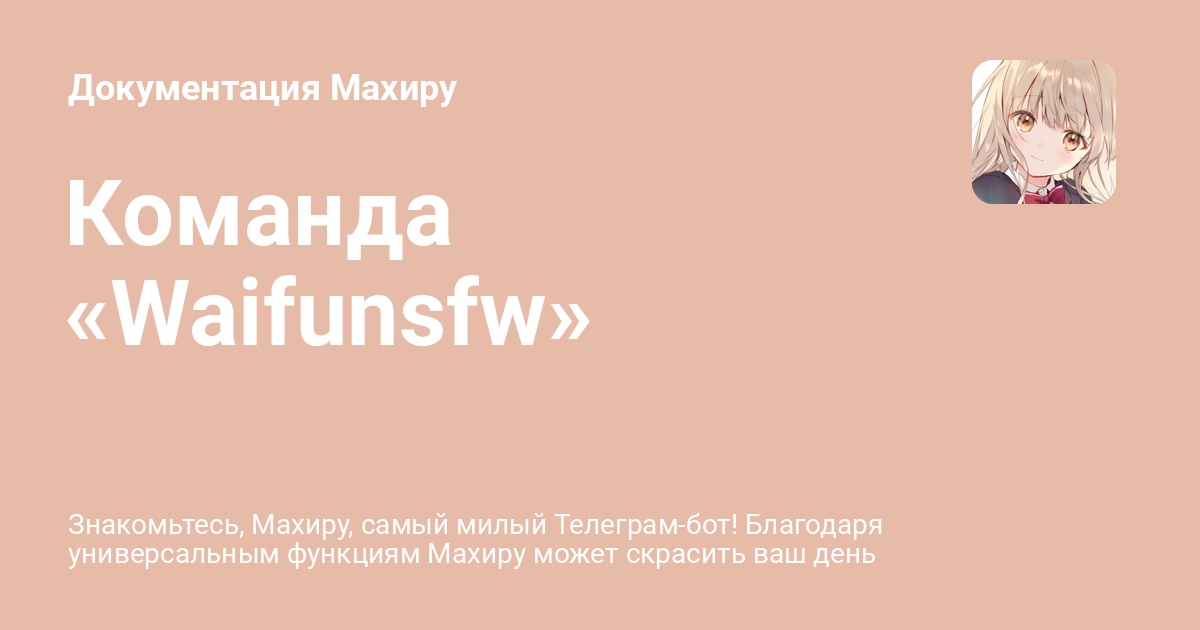 Документация Махиру
Команда
«Waifunsfw»
Знакомьтесь, Махиру, самый милый Телеграм-бот! Благодаря
универсальным функциям Махиру может скрасить ваш день